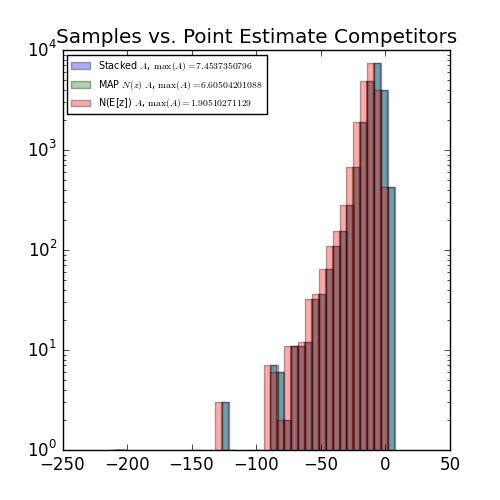 Samples vs. Point Estimate Competitors
Stacked A, max(A) =7.4537350796
MAP N(z) A, max(A) =6.60504201088
N(E[z]) A, max(A) =1.90510271129
10^4
10^3
10^2
10^1
10^0
−250 −200 −150 −100 −50 0 50